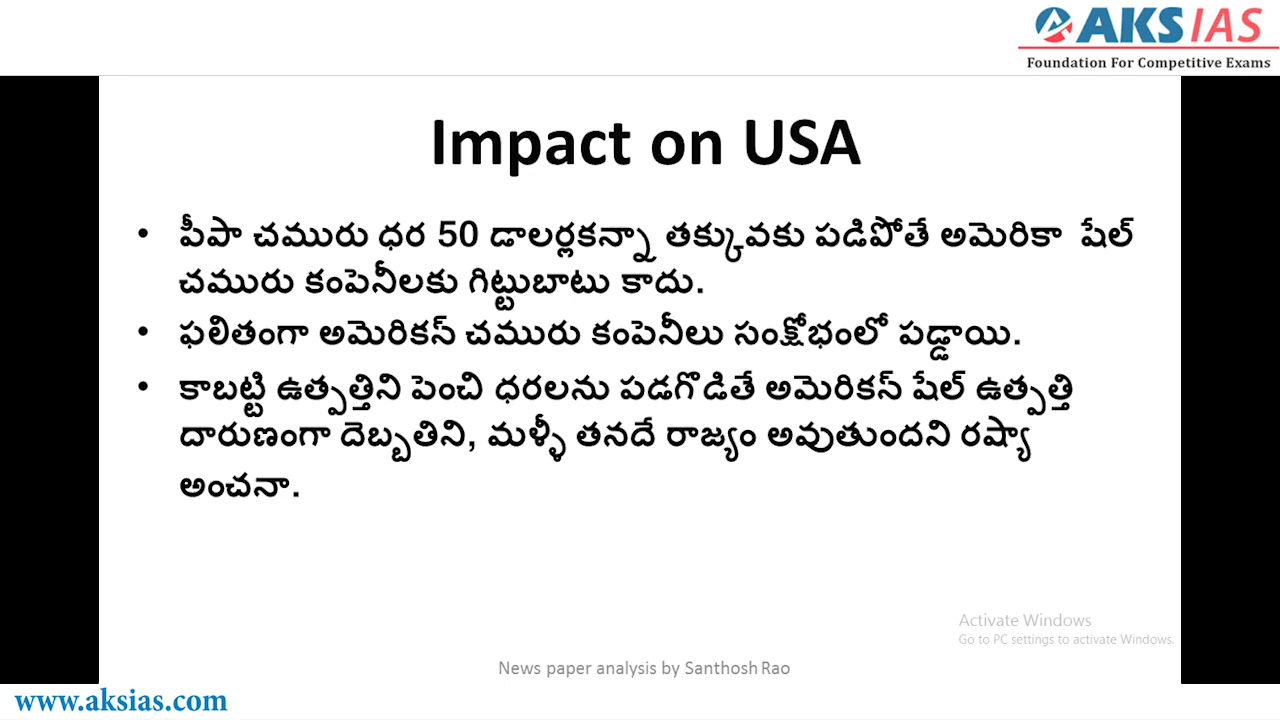 AKS IAS
Foundation For Competitive Exams
Impact on USA
• పీపా చమురు ధర 50 డాలర్లకన్నా తక్కువకు పడిపోతే అమెరికా షేల్
చమురు కంపెనీలకు గిట్టుబాటు కాదు.
• ఫలితంగా అమెరికన్ చమురు కంపెనీలు సంక్షోభంలో పడ్డాయి.
• కాబట్టి ఉత్పత్తిని పెంచి ధరలను పడగొడితే అమెరికన్ షేల్ ఉత్పత్తి
దారుణంగా దెబ్బతిని, మళ్ళీ తనదే రాజ్యం అవుతుందని రష్యా
అంచనా.
Activate Windows
Go to PC settings to activate Windows.
News paper analysis by Santhosh Rao
www.aksias.com